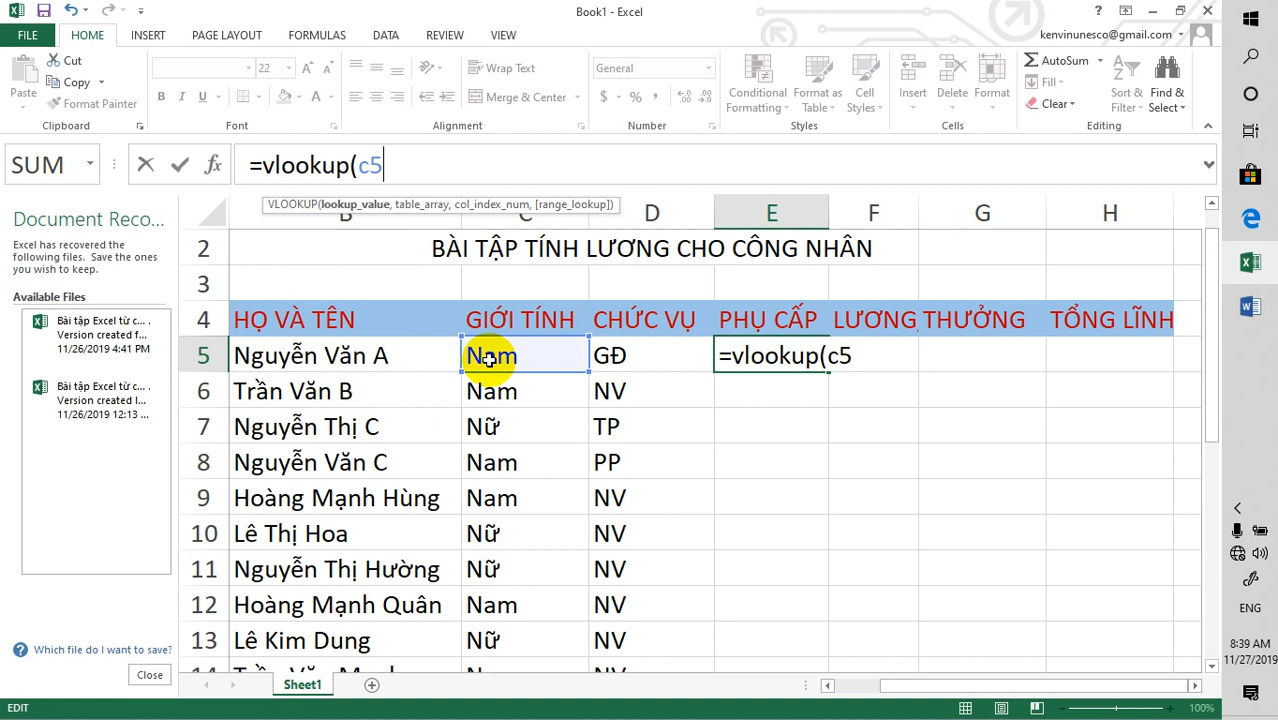 Book1 - Excel
FILE HOME INSERT PAGE LAYOUT FORMULAS DATA REVIEW VIEW
kenvinunesco@gmail.com
Cut
Copy
Format Painter
Paste
22
Wrap Text
Merge & Center
General
Conditional Formatting
Format as Table
Cell Styles
Insert
Delete
Format
AutoSum
Fill
Clear
Sort & Filter
Find & Select
Clipboard Font Alignment Number Styles Cells Editing
SUM =vlookup(c5
VLOOKUP(lookup_value, table_array, col_index_num, [range_lookup])
Document Reco...
Excel has recovered the
following files. Save the ones
you wish to keep.
Available Files
Bài tập Excel từ c... .
Version created f...
11/26/2019 4:41 PM
Bài tập Excel từ c... .
Version created l...
11/26/2019 12:13 ...
Which file do I want to save?
Close
B C D E F G H
2 BÀI TẬP TÍNH LƯƠNG CHO CÔNG NHÂN
3
4 HỌ VÀ TÊN GIỚI TÍNH CHỨC VỤ PHỤ CẤP LƯƠNG THƯỞNG TỔNG LĨNH
5 Nguyễn Văn A Nam GĐ =vlookup(c5
6 Trần Văn B Nam NV
7 Nguyễn Thị C Nữ TP
8 Nguyễn Văn C Nam PP
9 Hoàng Mạnh Hùng Nam NV
10 Lê Thị Hoa Nữ NV
11 Nguyễn Thị Hường Nữ NV
12 Hoàng Mạnh Quân Nam NV
13 Lê Kim Dung Nữ NV
14
Sheet1
EDIT 100%
ENG
8:39 AM
11/27/2019